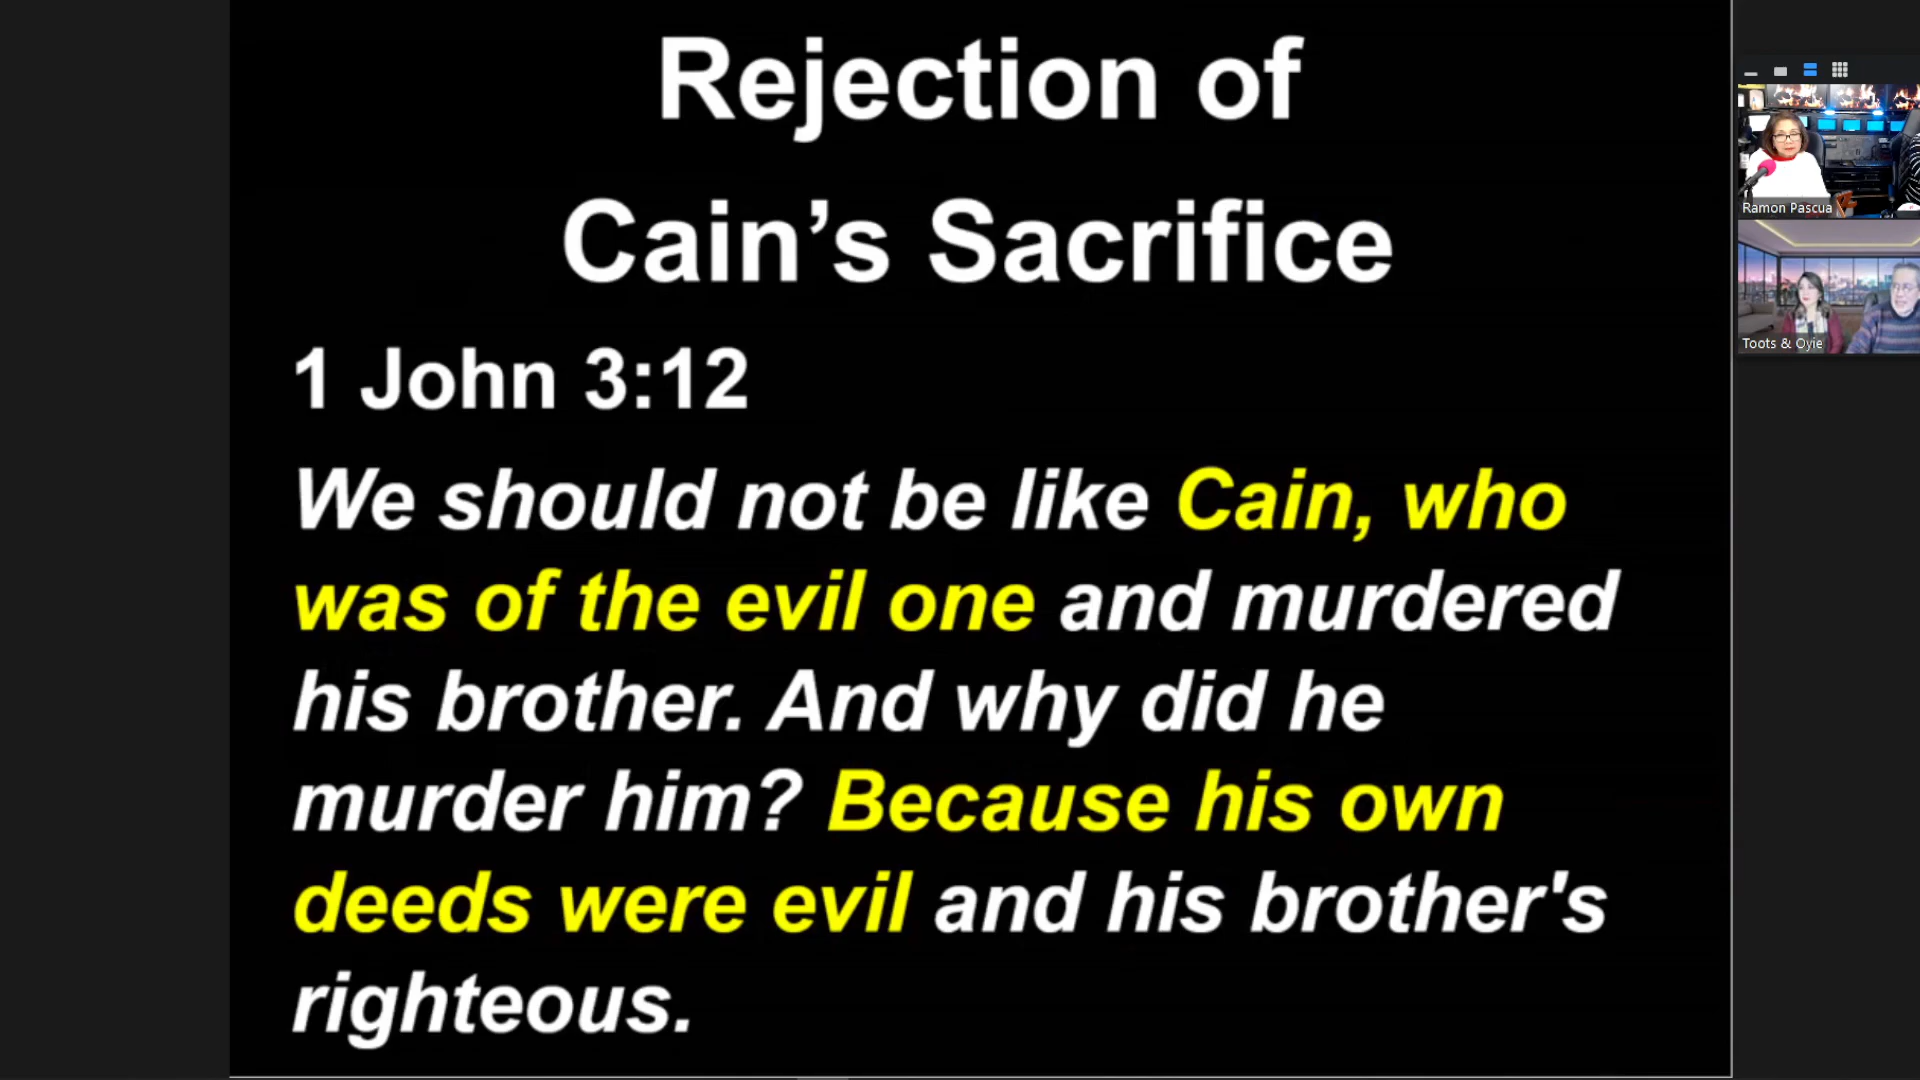 Rejection of
Cain’s Sacrifice
1 John 3:12
We should not be like Cain, who
was of the evil one and murdered
his brother. And why did he
murder him? Because his own
deeds were evil and his brother's
righteous.
Ramon Pascua
Toots & Oyie